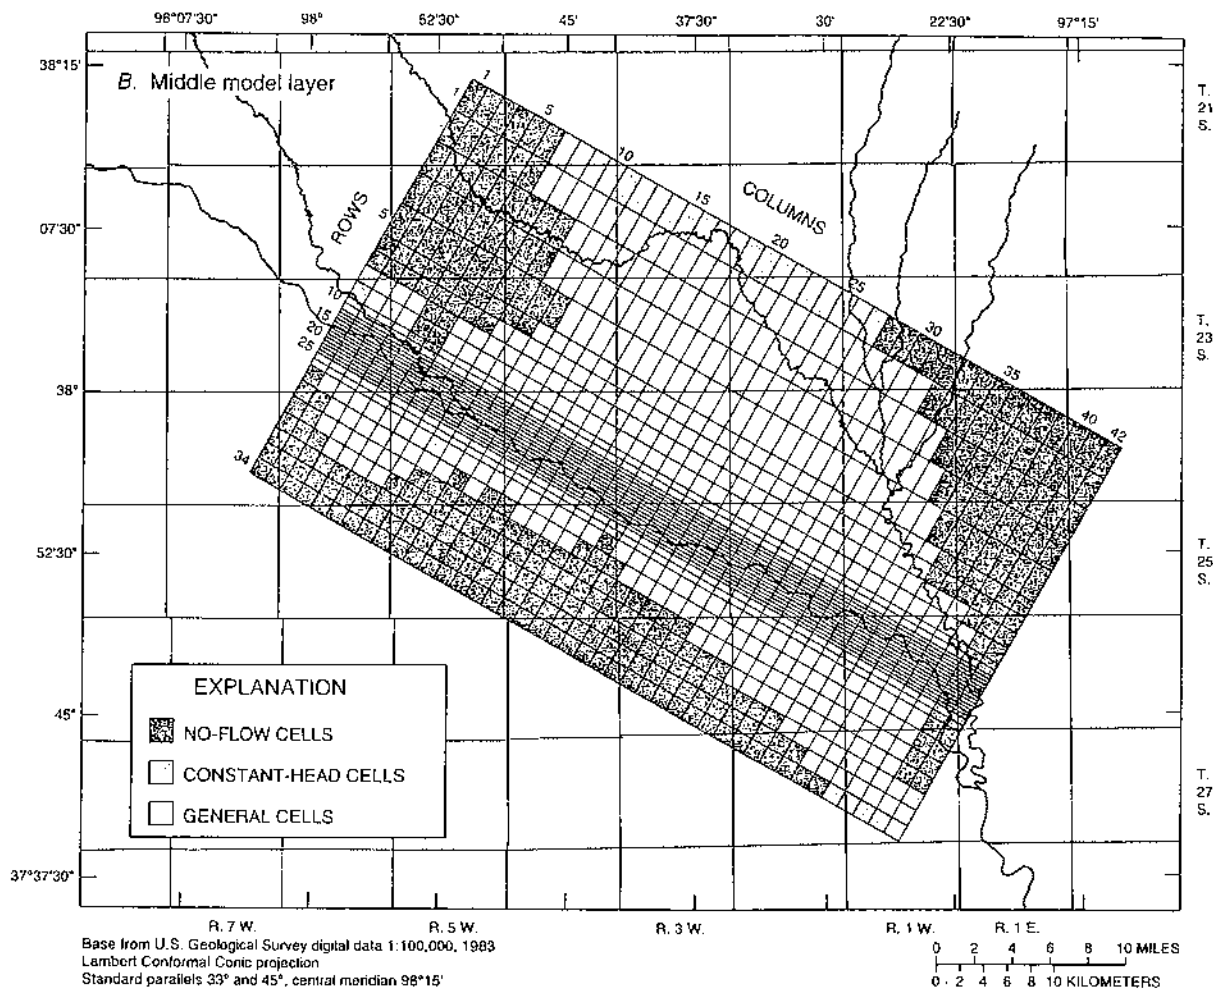 96°07'30" 98° 52'30" 45' 37'30" 30' 22'30" 97°15'
38°15'
B. Middle model layer
T.
21
S.
1
1
5
10
15
20
25
30
35
40
42
COLUMNS
ROWS
5
10
15
20
25
34
07'30"
T.
23
S.
38°
52'30"
T.
25
S.
EXPLANATION
NO-FLOW CELLS
CONSTANT-HEAD CELLS
GENERAL CELLS
45"
T.
27
S.
37°37'30"
R. 7 W. R. 5 W. R. 3 W. R. 1 W. R. 1 E.
Base from U.S. Geological Survey digital data 1:100,000, 1983
Lambert Conformal Conic projection
Standard parallels 33° and 45°, central meridian 96°15'
0 2 4 6 8 10 MILES
0 2 4 6 8 10 KILOMETERS